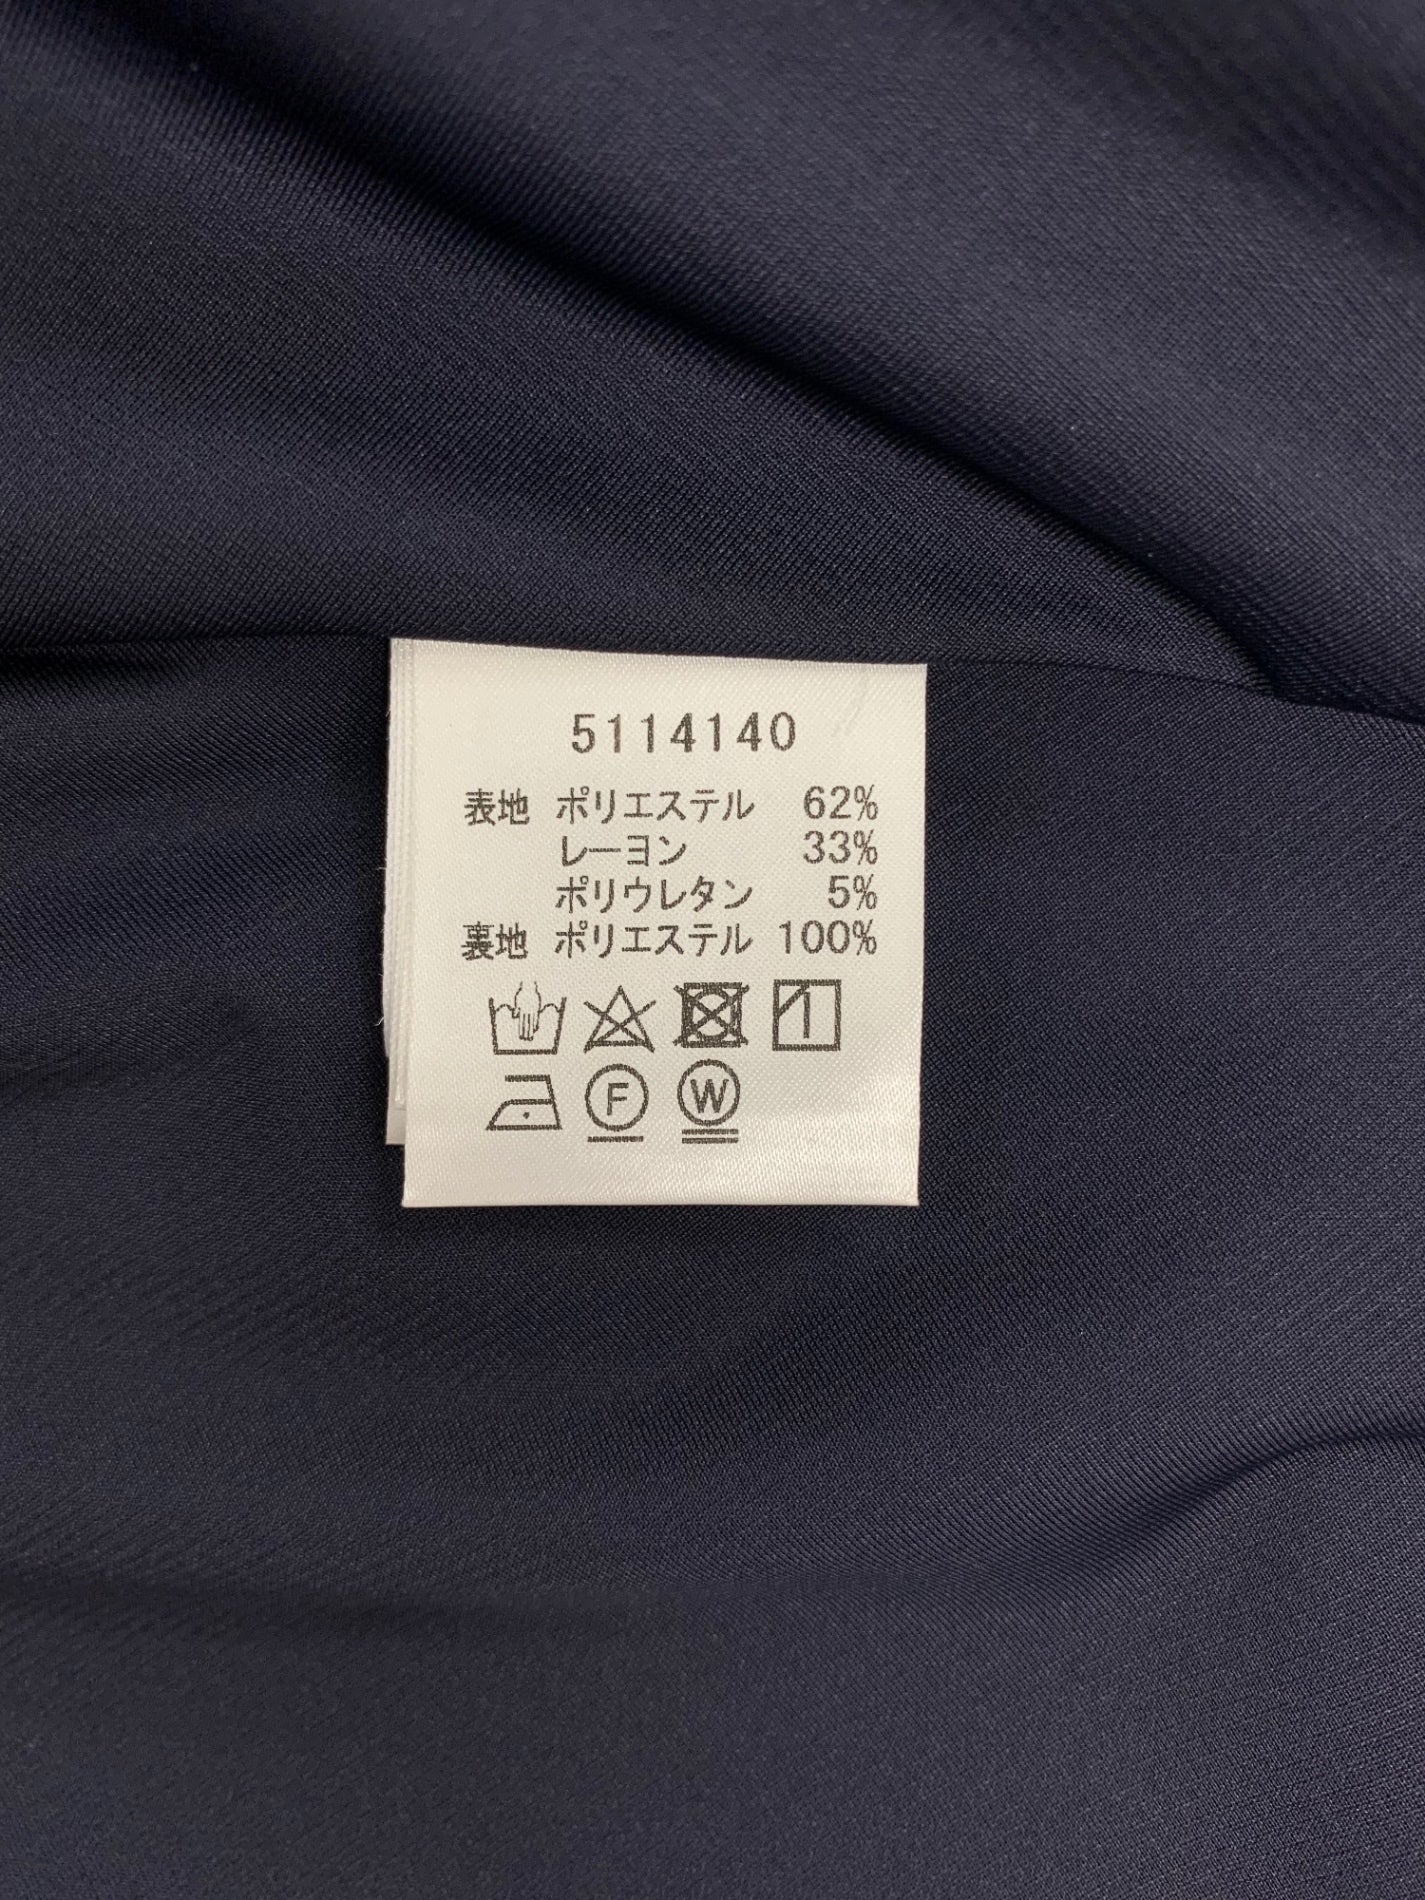 5114140
表地 ポリエステル 62%
レーヨン 33%
ポリウレタン 5%
裏地 ポリエステル 100%
F W